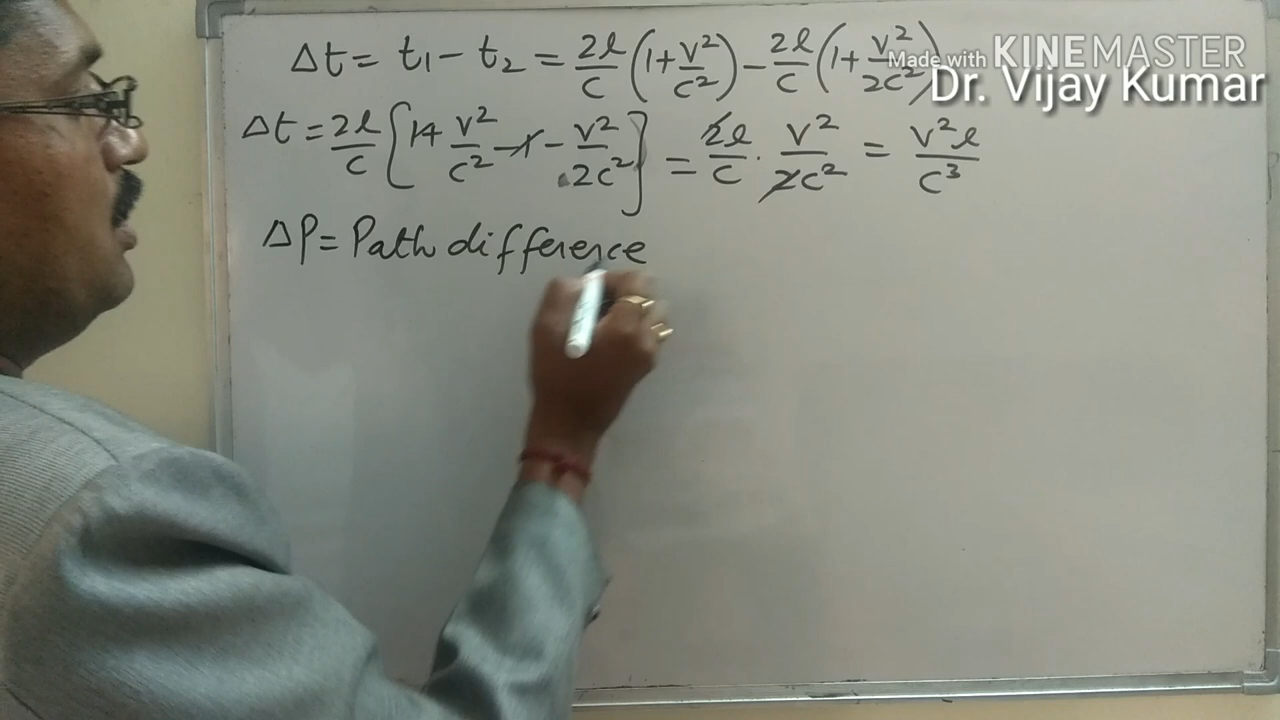 Δt = t₁ - t₂ = 2l/c (1 + v²/c²) - 2l/c (1 + v²/2c²)
Made with KINEMASTER
Dr. Vijay Kumar
Δt = 2l/c {1 + v²/c² - 1 - v²/2c²} = 2l/c · v²/2c² = v²l/c³
ΔP = Path difference